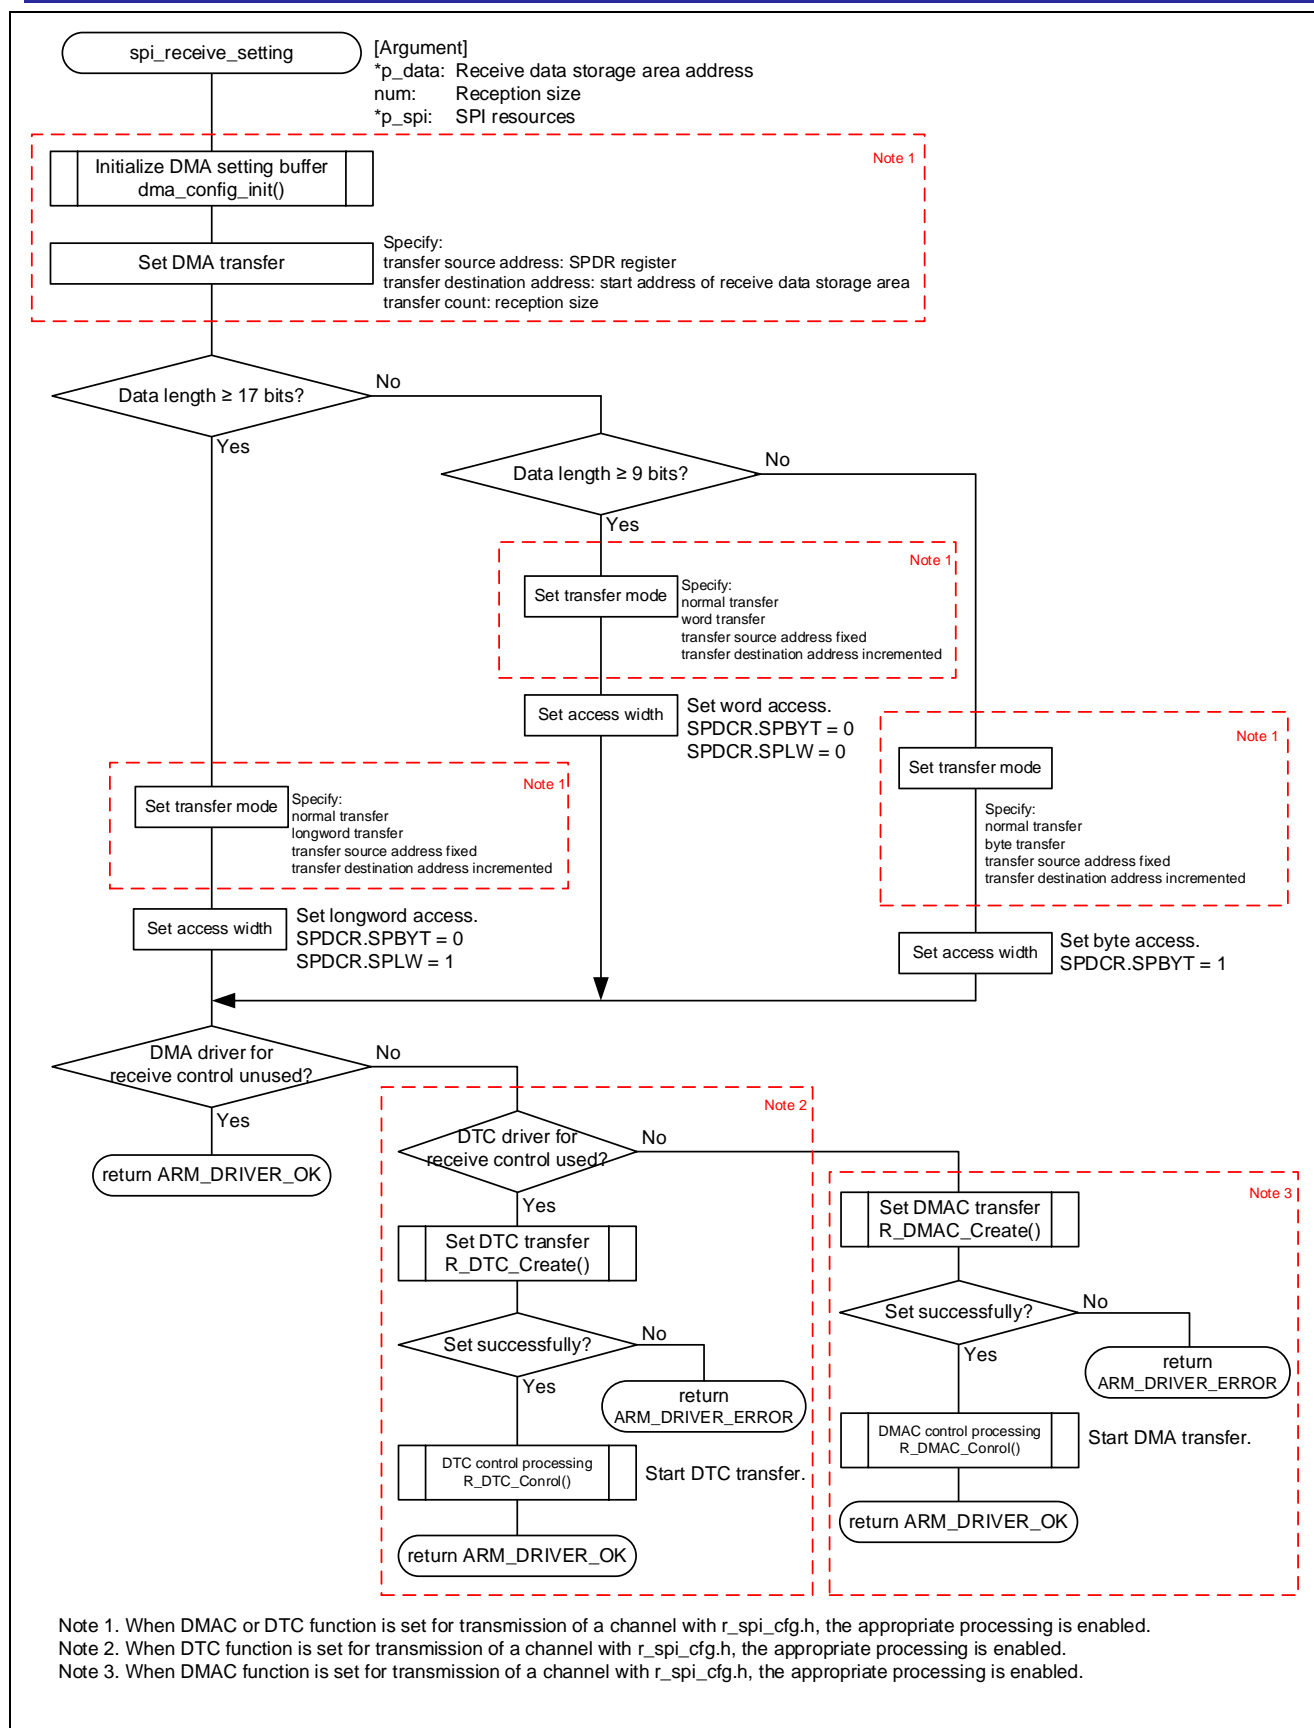 spi_receive_setting
[Argument]
*p_data: Receive data storage area address
num: Reception size
*p_spi: SPI resources
Note 1
Initialize DMA setting buffer
dma_config_init()
Set DMA transfer
Specify:
transfer source address: SPDR register
transfer destination address: start address of receive data storage area
transfer count: reception size
Data length ≥ 17 bits?
No
Yes
Data length ≥ 9 bits?
No
Yes
Note 1
Set transfer mode
Specify:
normal transfer
word transfer
transfer source address fixed
transfer destination address incremented
Set access width
Set word access.
SPDCR.SPBYT = 0
SPDCR.SPLW = 0
Note 1
Set transfer mode
Specify:
normal transfer
byte transfer
transfer source address fixed
transfer destination address incremented
Note 1
Set transfer mode
Specify:
normal transfer
longword transfer
transfer source address fixed
transfer destination address incremented
Set access width
Set longword access.
SPDCR.SPBYT = 0
SPDCR.SPLW = 1
Set access width
Set byte access.
SPDCR.SPBYT = 1
DMA driver for
receive control unused?
No
Yes
return ARM_DRIVER_OK
Note 2
DTC driver for
receive control used?
No
Yes
Set DTC transfer
R_DTC_Create()
Set successfully?
No
Yes
return
ARM_DRIVER_ERROR
DTC control processing
R_DTC_Conrol()
Start DTC transfer.
return ARM_DRIVER_OK
Note 3
Set DMAC transfer
R_DMAC_Create()
Set successfully?
No
Yes
return
ARM_DRIVER_ERROR
DMAC control processing
R_DMAC_Conrol()
Start DMA transfer.
return ARM_DRIVER_OK
Note 1. When DMAC or DTC function is set for transmission of a channel with r_spi_cfg.h, the appropriate processing is enabled.
Note 2. When DTC function is set for transmission of a channel with r_spi_cfg.h, the appropriate processing is enabled.
Note 3. When DMAC function is set for transmission of a channel with r_spi_cfg.h, the appropriate processing is enabled.